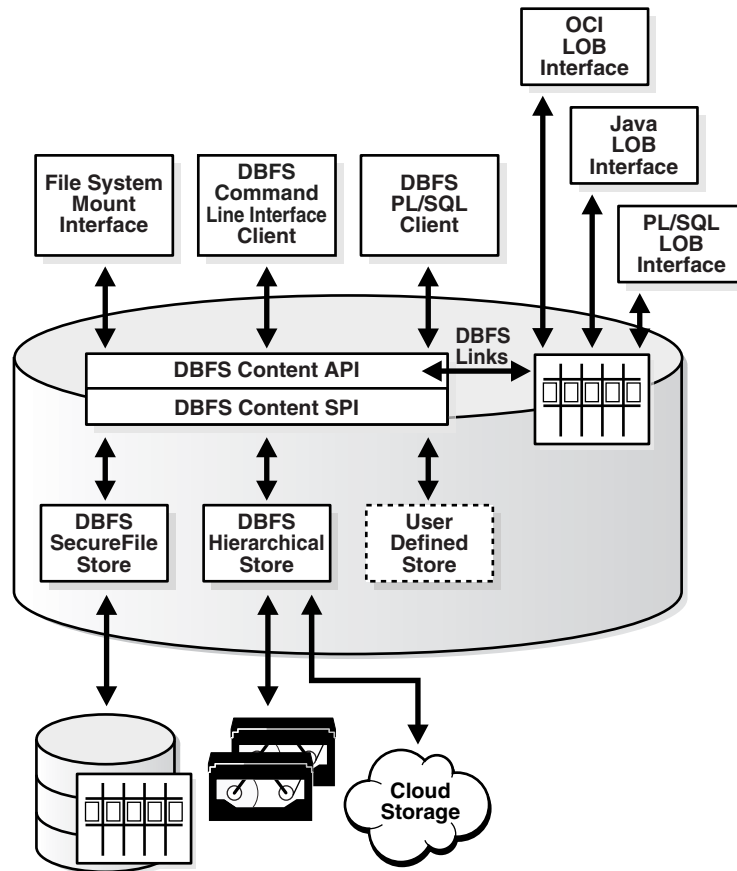 OCI
LOB
Interface
Java
LOB
Interface
PL/SQL
LOB
Interface
File System
Mount
Interface
DBFS
Command
Line Interface
Client
DBFS
PL/SQL
Client
DBFS
Links
DBFS Content API
DBFS Content SPI
DBFS
SecureFile
Store
DBFS
Hierarchical
Store
User
Defined
Store
Cloud
Storage